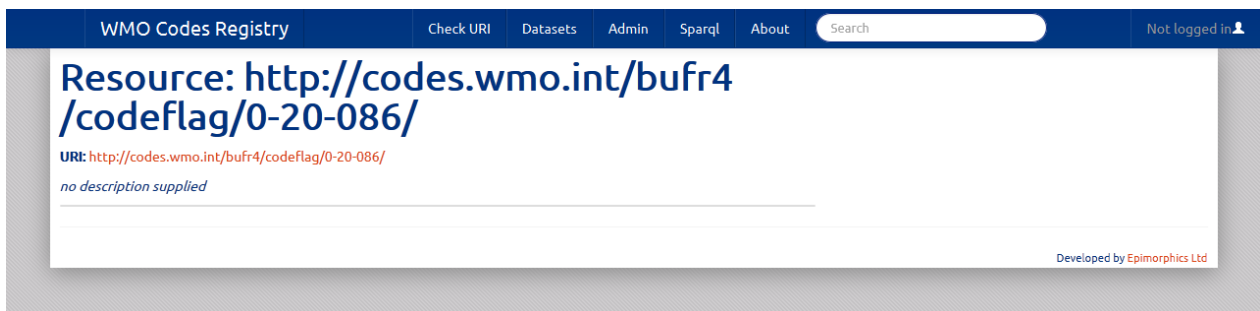 WMO Codes Registry Check URI Datasets Admin Sparql About Search Not logged in
Resource: http://codes.wmo.int/bufr4
/codeflag/0-20-086/
URI: http://codes.wmo.int/bufr4/codeflag/0-20-086/
no description supplied
Developed by Epimorphics Ltd